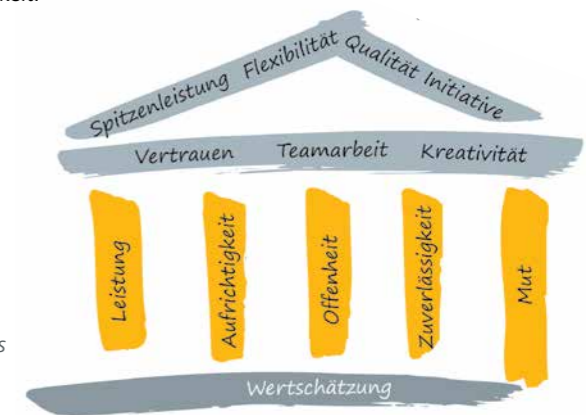 Spitzenleistung Flexibilität Qualität Initiative
Vertrauen Teamarbeit Kreativität
Leistung
Aufrichtigkeit
Offenheit
Zuverlässigkeit
Mut
Wertschätzung